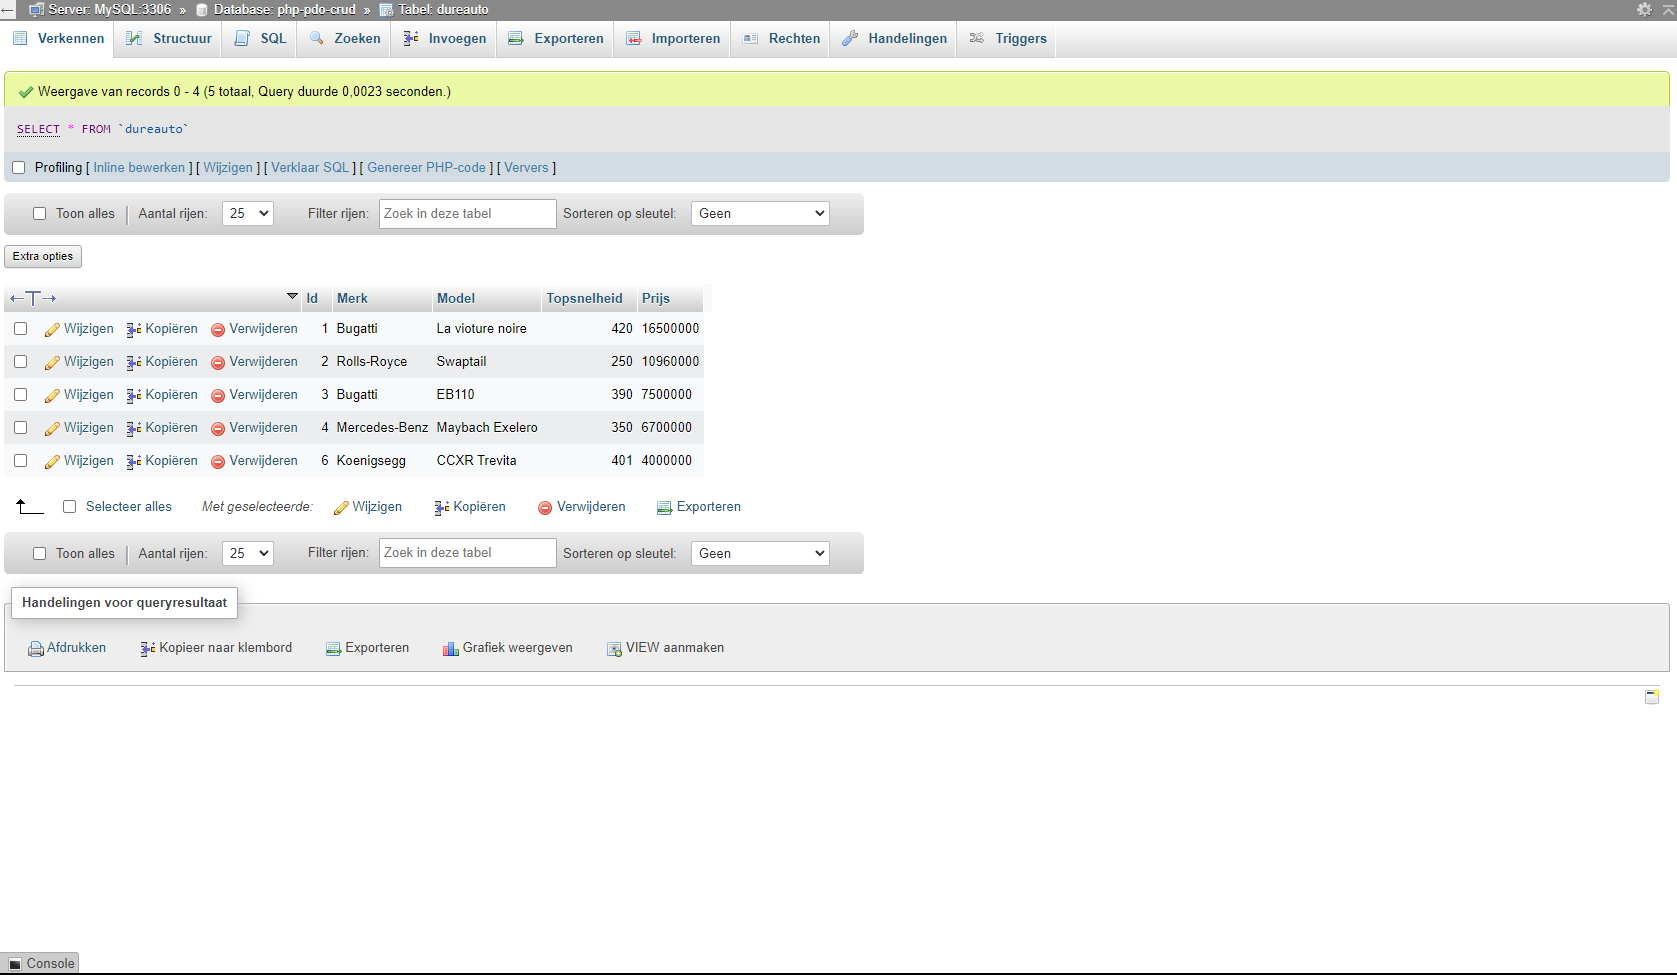 Server: MySQL:3306 » Database: php-pdo-crud » Tabel: dureauto
Verkennen Structuur SQL Zoeken Invoegen Exporteren Importeren Rechten Handelingen Triggers
Weergave van records 0 - 4 (5 totaal, Query duurde 0,0023 seconden.)
SELECT * FROM `dureauto`
Profiling [ Inline bewerken ] [ Wijzigen ] [ Verklaar SQL ] [ Genereer PHP-code ] [ Ververs ]
Toon alles | Aantal rijen: 25 Filter rijen: Zoek in deze tabel Sorteren op sleutel: Geen
Extra opties
←T→ Id Merk Model Topsnelheid Prijs
Wijzigen Kopiëren Verwijderen 1 Bugatti La vioture noire 420 16500000
Wijzigen Kopiëren Verwijderen 2 Rolls-Royce Swaptail 250 10960000
Wijzigen Kopiëren Verwijderen 3 Bugatti EB110 390 7500000
Wijzigen Kopiëren Verwijderen 4 Mercedes-Benz Maybach Exelero 350 6700000
Wijzigen Kopiëren Verwijderen 6 Koenigsegg CCXR Trevita 401 4000000
Selecteer alles Met geselecteerde: Wijzigen Kopiëren Verwijderen Exporteren
Toon alles | Aantal rijen: 25 Filter rijen: Zoek in deze tabel Sorteren op sleutel: Geen
Handelingen voor queryresultaat
Afdrukken Kopieer naar klembord Exporteren Grafiek weergeven VIEW aanmaken
Console